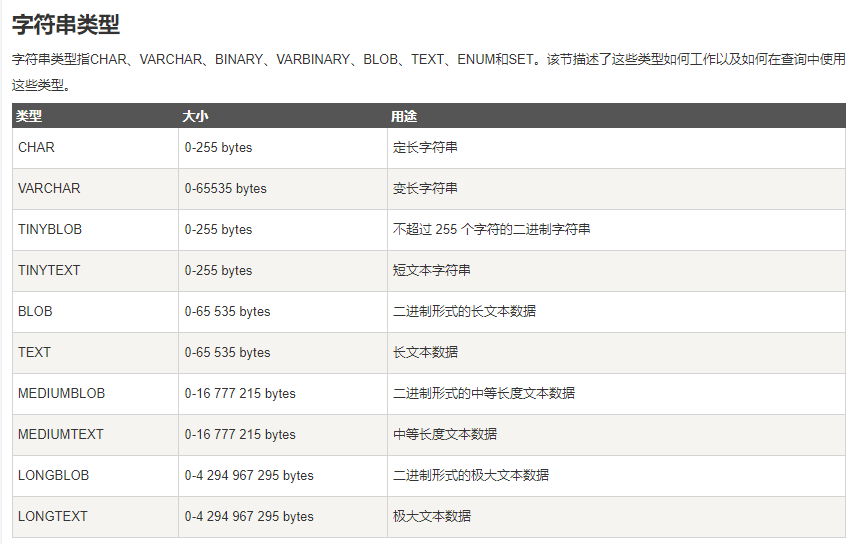 字符串类型
字符串类型指CHAR、VARCHAR、BINARY、VARBINARY、BLOB、TEXT、ENUM和SET。该节描述了这些类型如何工作以及如何在查询中使用
这些类型。
类型 大小 用途
CHAR 0-255 bytes 定长字符串
VARCHAR 0-65535 bytes 变长字符串
TINYBLOB 0-255 bytes 不超过 255 个字符的二进制字符串
TINYTEXT 0-255 bytes 短文本字符串
BLOB 0-65 535 bytes 二进制形式的长文本数据
TEXT 0-65 535 bytes 长文本数据
MEDIUMBLOB 0-16 777 215 bytes 二进制形式的中等长度文本数据
MEDIUMTEXT 0-16 777 215 bytes 中等长度文本数据
LONGBLOB 0-4 294 967 295 bytes 二进制形式的极大文本数据
LONGTEXT 0-4 294 967 295 bytes 极大文本数据